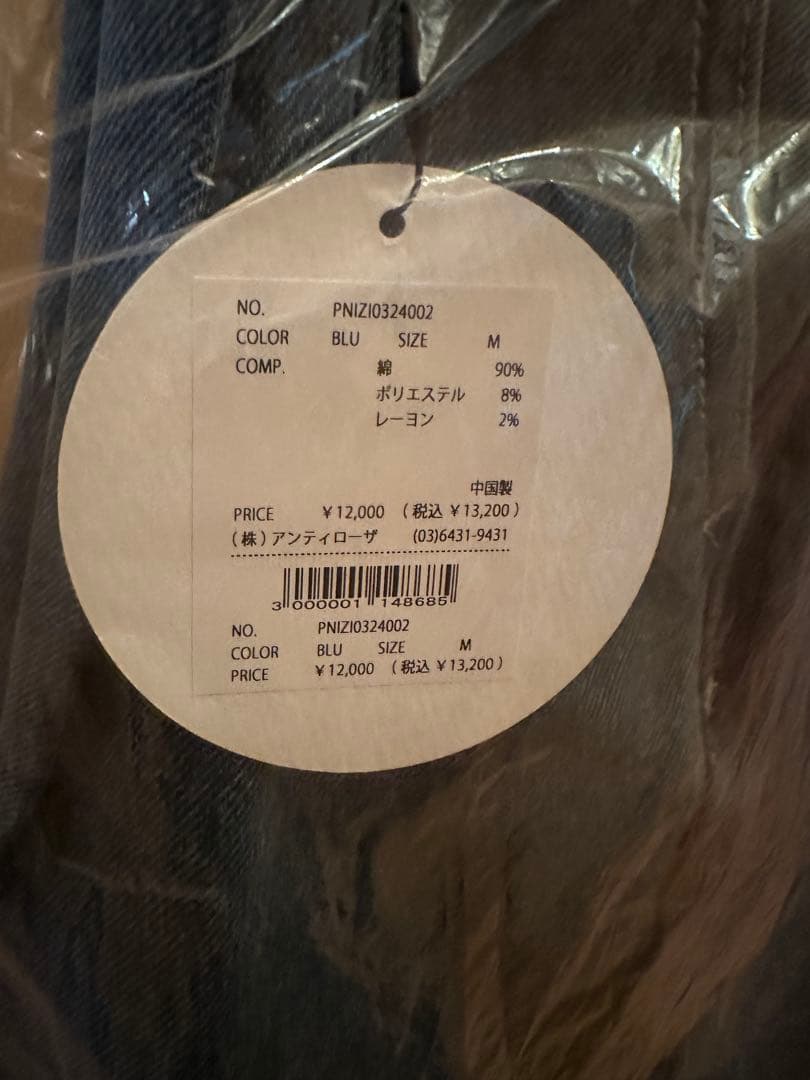 NO. PNIZI0324002
COLOR BLU SIZE M
COMP. 綿 90%
ポリエステル 8%
レーヨン 2%
中国製
PRICE ¥12,000 (税込 ¥13,200)
(株)アンティローザ (03)6431-9431
3 000001 148685
NO. PNIZI0324002
COLOR BLU SIZE M
PRICE ¥12,000 (税込 ¥13,200)